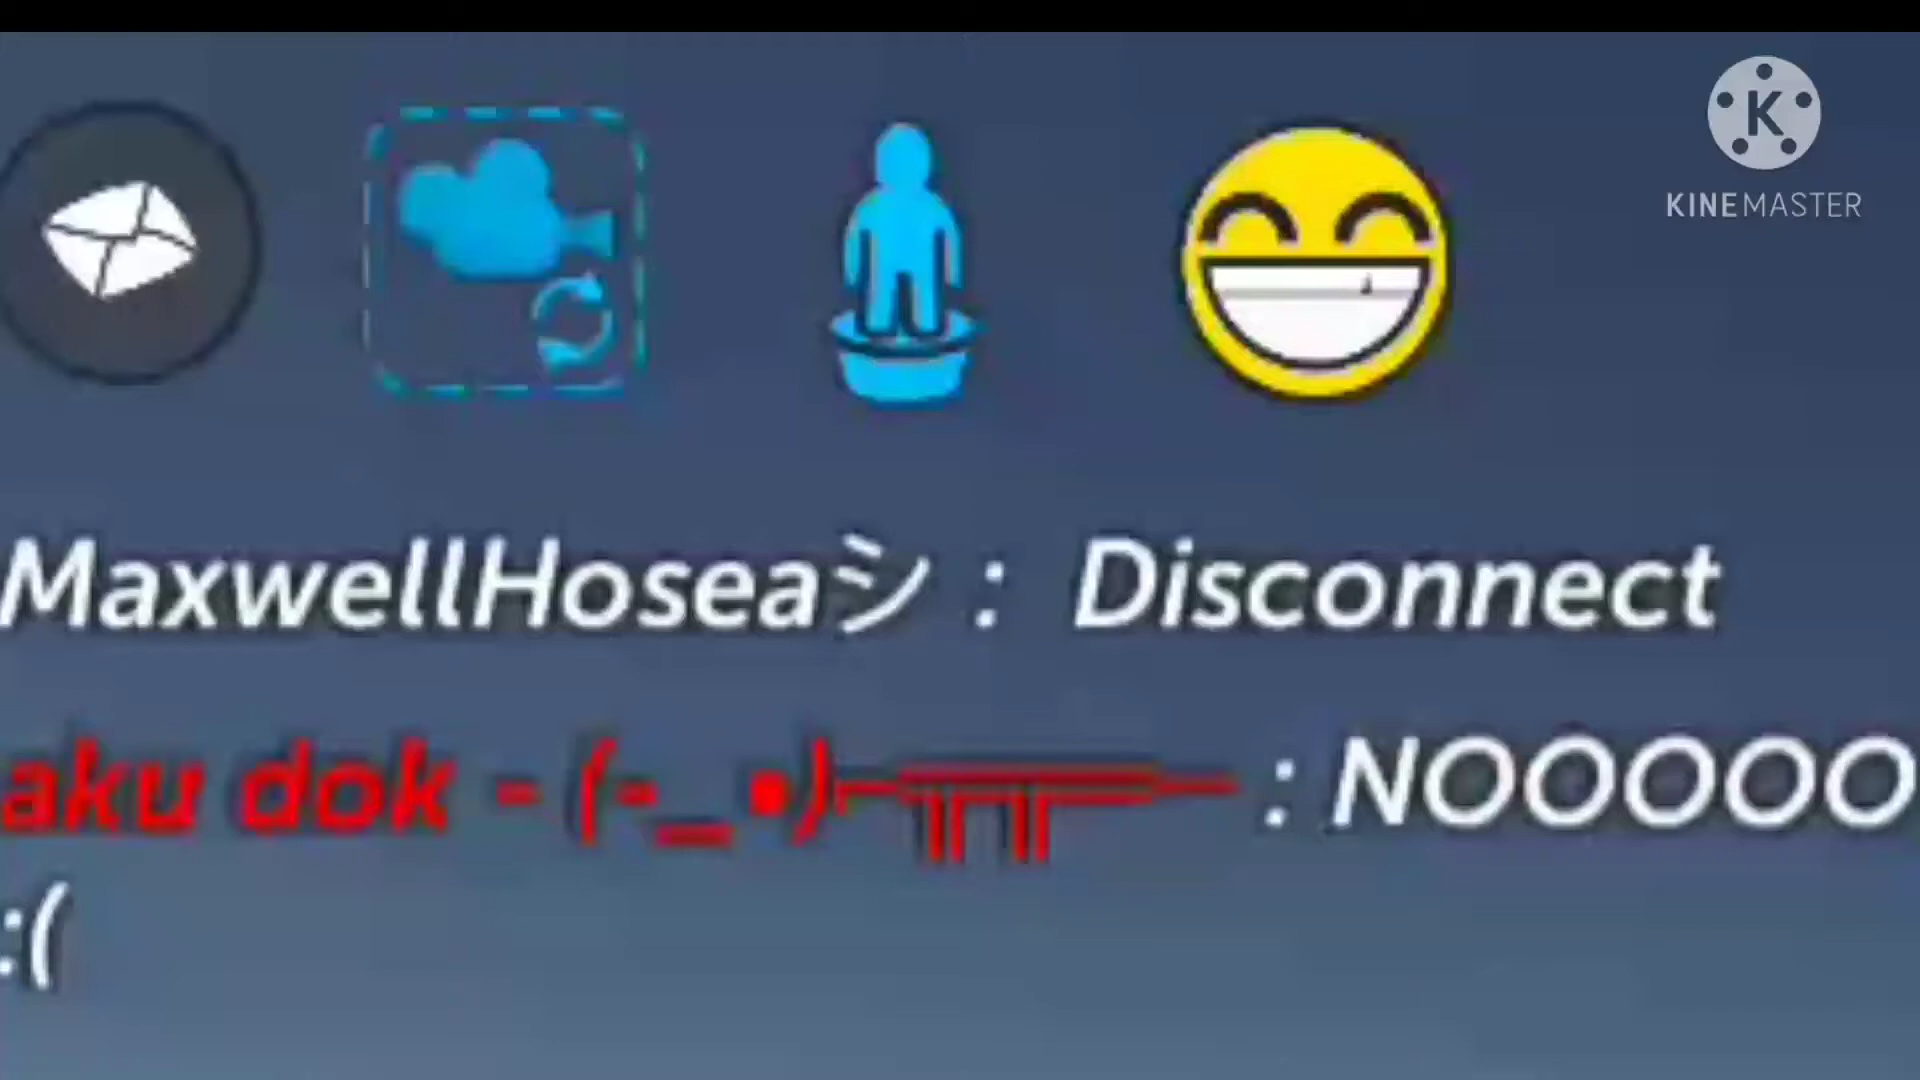 K
KINEMASTER
MaxwellHoseaシ : Disconnect
aku dok - (-_•)╾━╤デ╦︻╾ : NOOOOO
:(